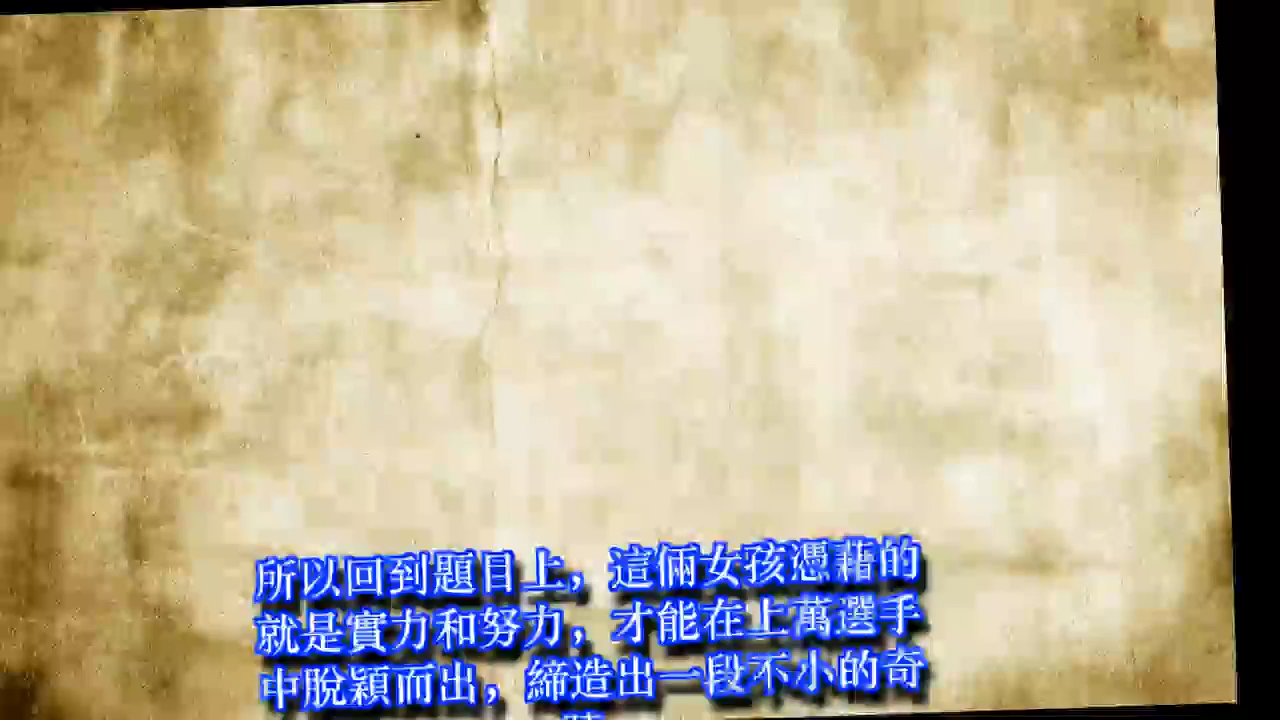 所以回到題目上，這倆女孩憑藉的
就是實力和努力，才能在上萬選手
中脫穎而出，締造出一段不小的奇